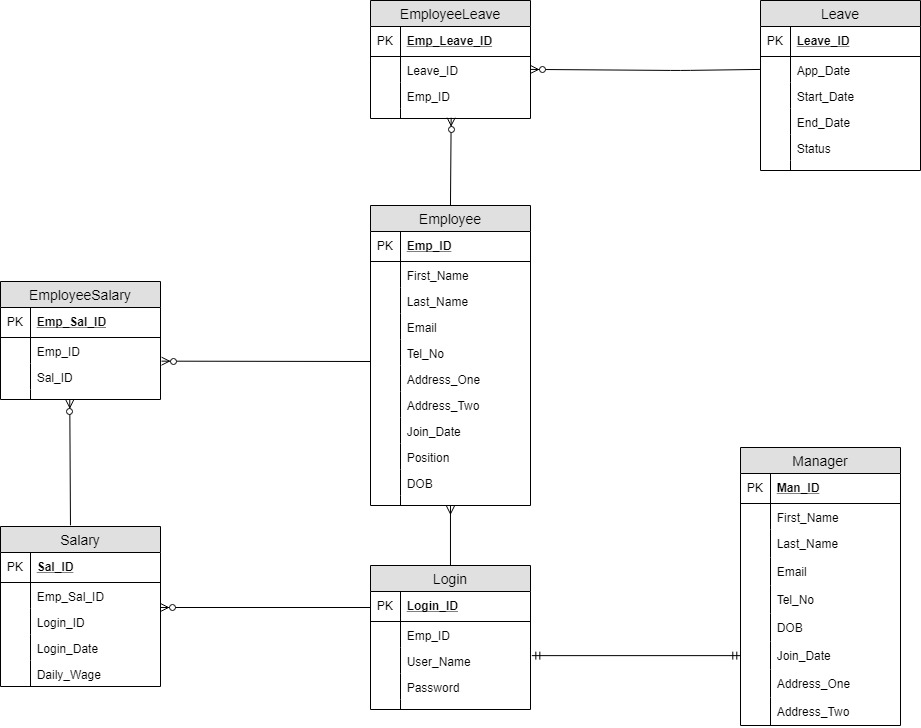 EmployeeLeave
PK Emp_Leave_ID
Leave_ID
Emp_ID
Leave
PK Leave_ID
App_Date
Start_Date
End_Date
Status
Employee
PK Emp_ID
First_Name
Last_Name
Email
Tel_No
Address_One
Address_Two
Join_Date
Position
DOB
EmployeeSalary
PK Emp_Sal_ID
Emp_ID
Sal_ID
Salary
PK Sal_ID
Emp_Sal_ID
Login_ID
Login_Date
Daily_Wage
Login
PK Login_ID
Emp_ID
User_Name
Password
Manager
PK Man_ID
First_Name
Last_Name
Email
Tel_No
DOB
Join_Date
Address_One
Address_Two